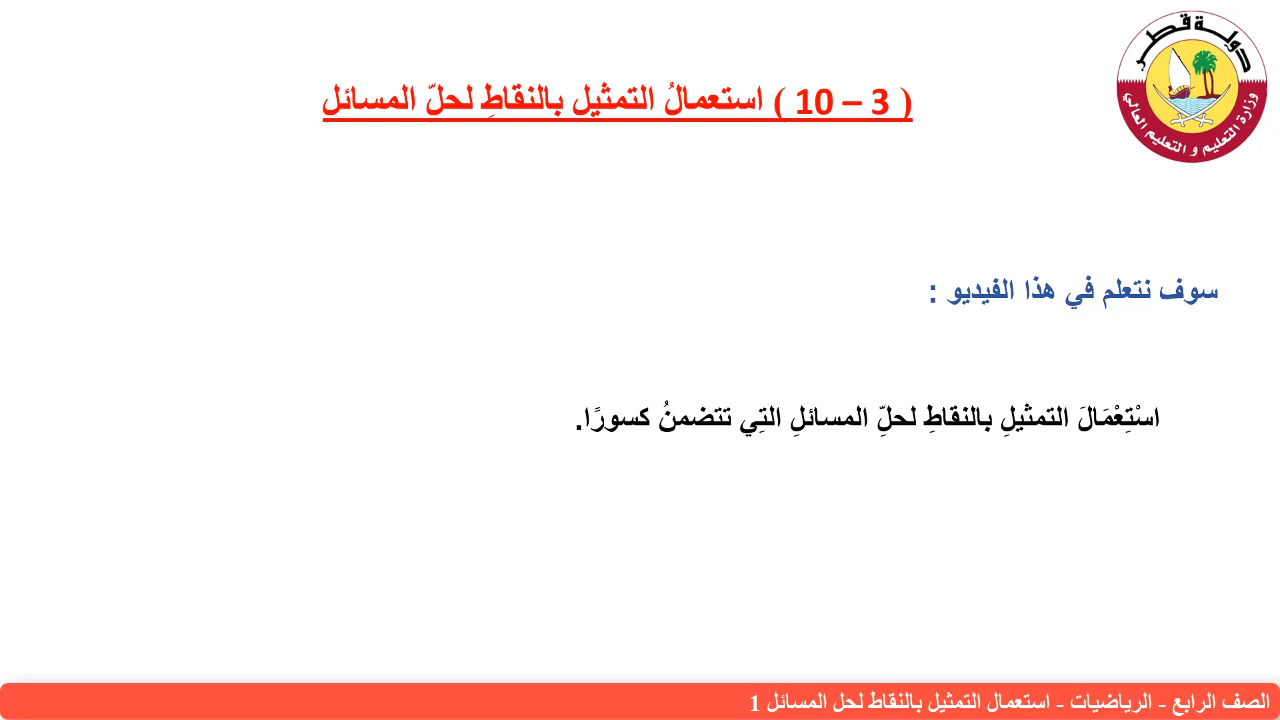 دولة قطر
وزارة التعليم و التعليم العالي
( 3 – 10 ) استعمالُ التمثيلِ بالنقاطِ لحلّ المسائل
سوف نتعلم في هذا الفيديو :
اسْتِعْمَالَ التمثيلِ بالنقاطِ لحلِّ المسائلِ التِي تتضمنُ كسورًا.
الصف الرابع - الرياضيات - استعمال التمثيل بالنقاط لحل المسائل 1